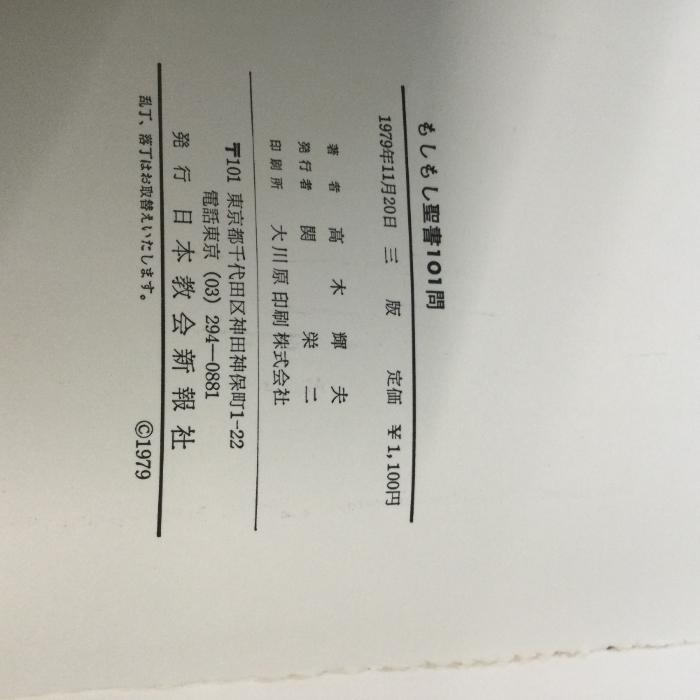 もしもし聖書101問
1979年11月20日 三版 定価 ¥1,100円
著者 高木輝夫
発行者 関栄二
印刷所 大川原印刷株式会社
〒101 東京都千代田区神田神保町1-22
電話東京 (03) 294—0881
発行 日本教会新報社
乱丁、落丁はお取替えいたします。 ©1979